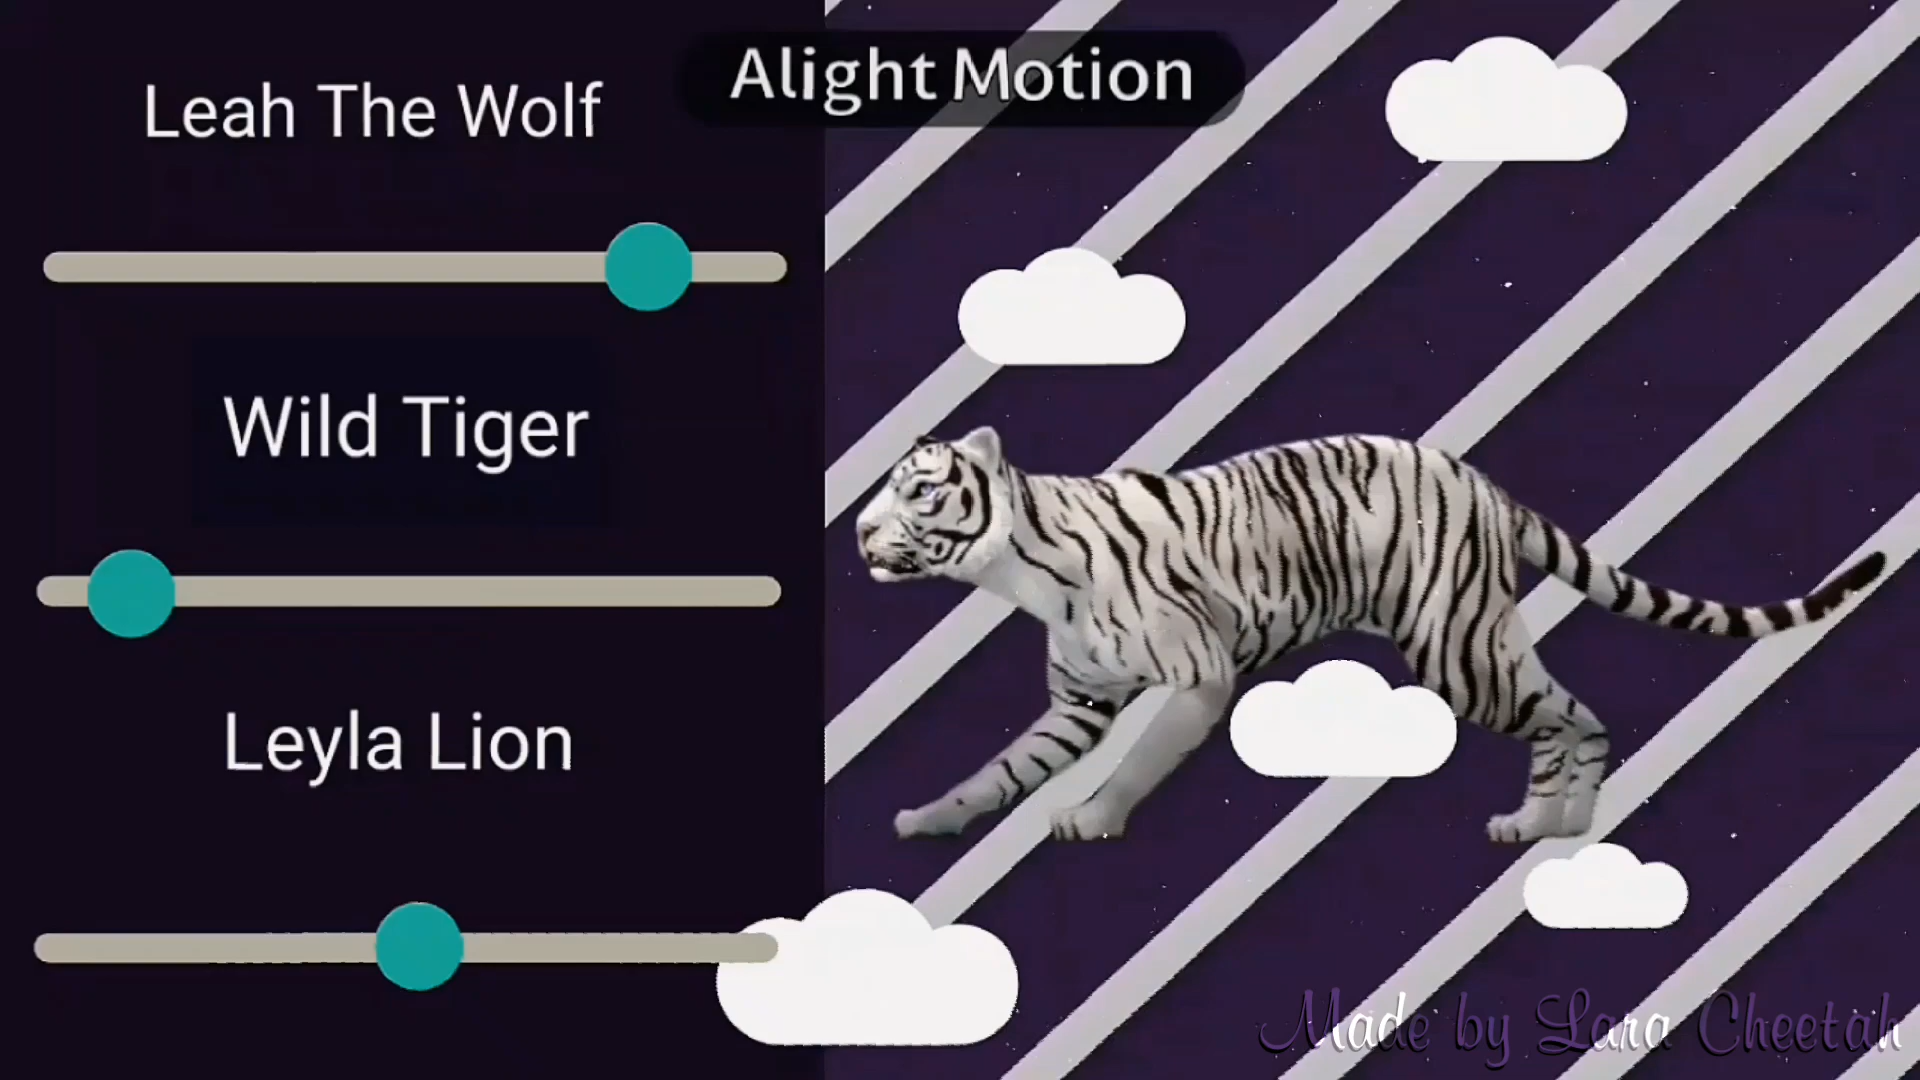 Alight Motion
Leah The Wolf
Wild Tiger
Leyla Lion
Made by Lara Cheetah